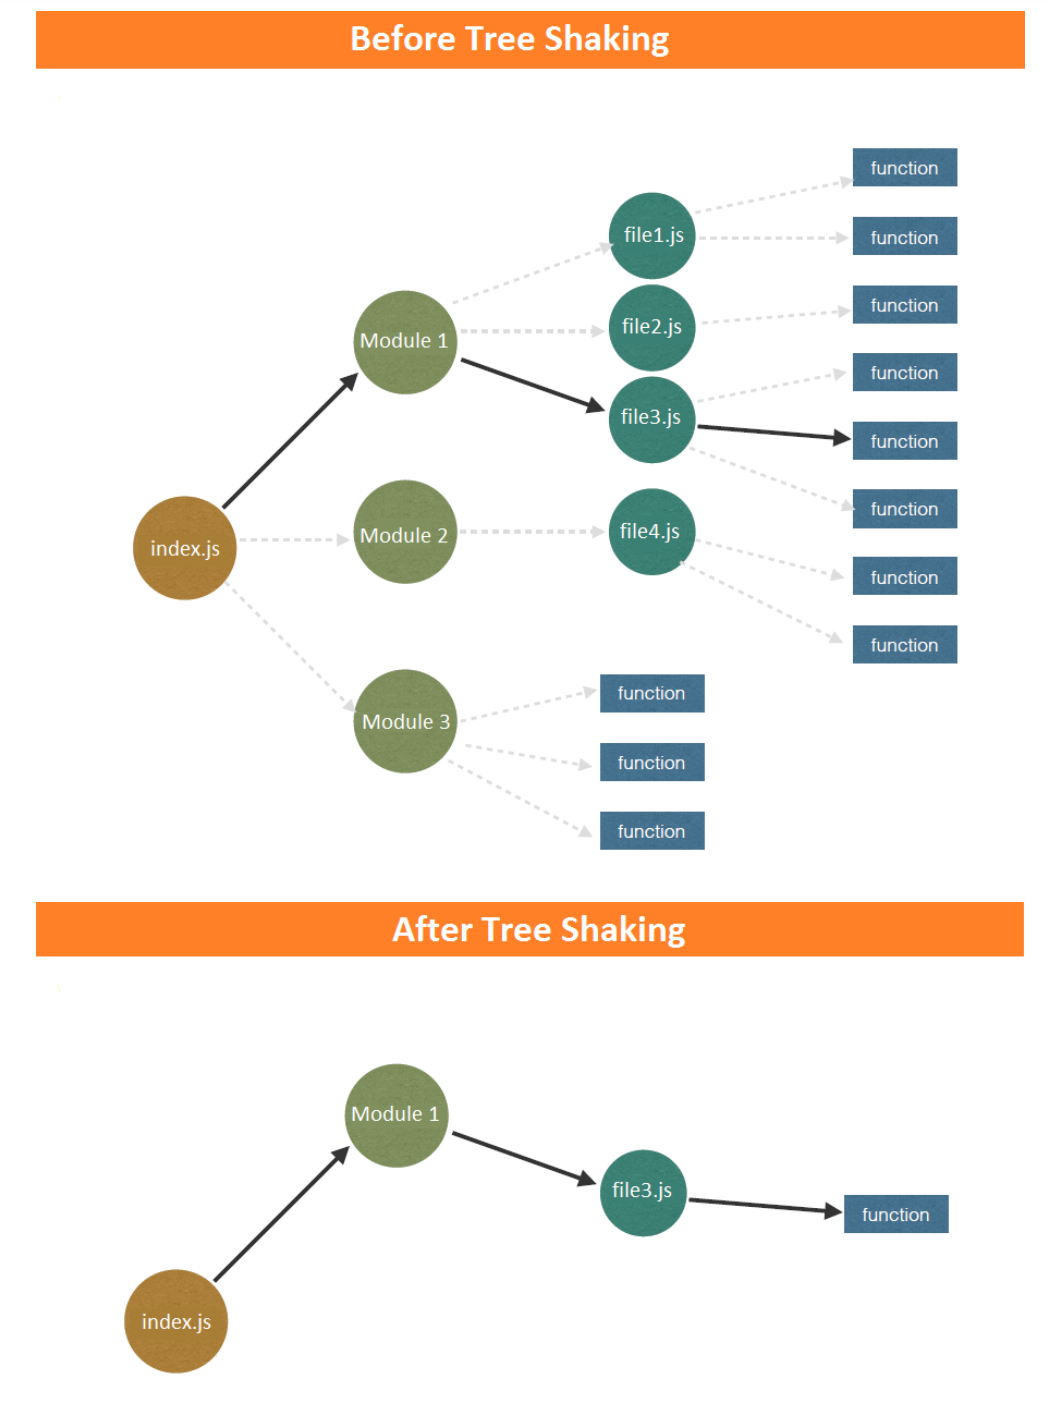 Before Tree Shaking
function
file1.js
function
function
file2.js
Module 1
function
file3.js
function
function
file4.js
Module 2
index.js
function
function
function
Module 3
function
function
After Tree Shaking
Module 1
file3.js
function
index.js